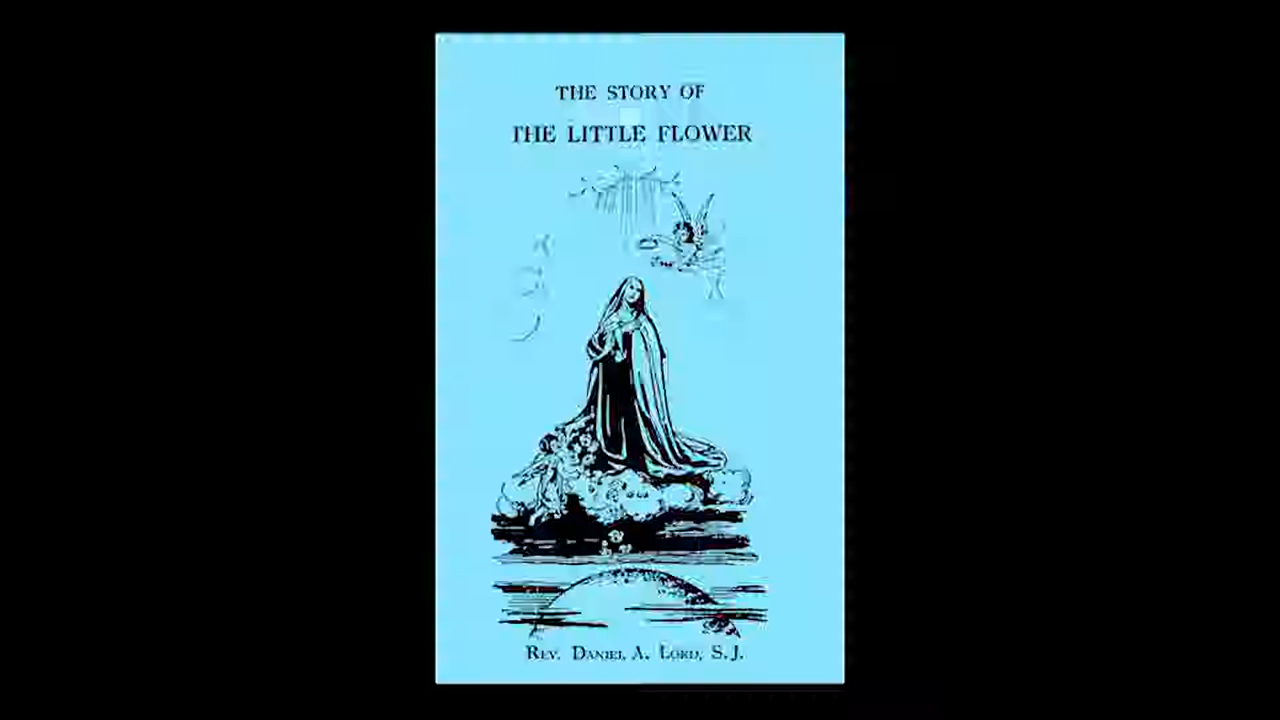 THE STORY OF
THE LITTLE FLOWER
REV. DANIEL A. LORD, S.J.